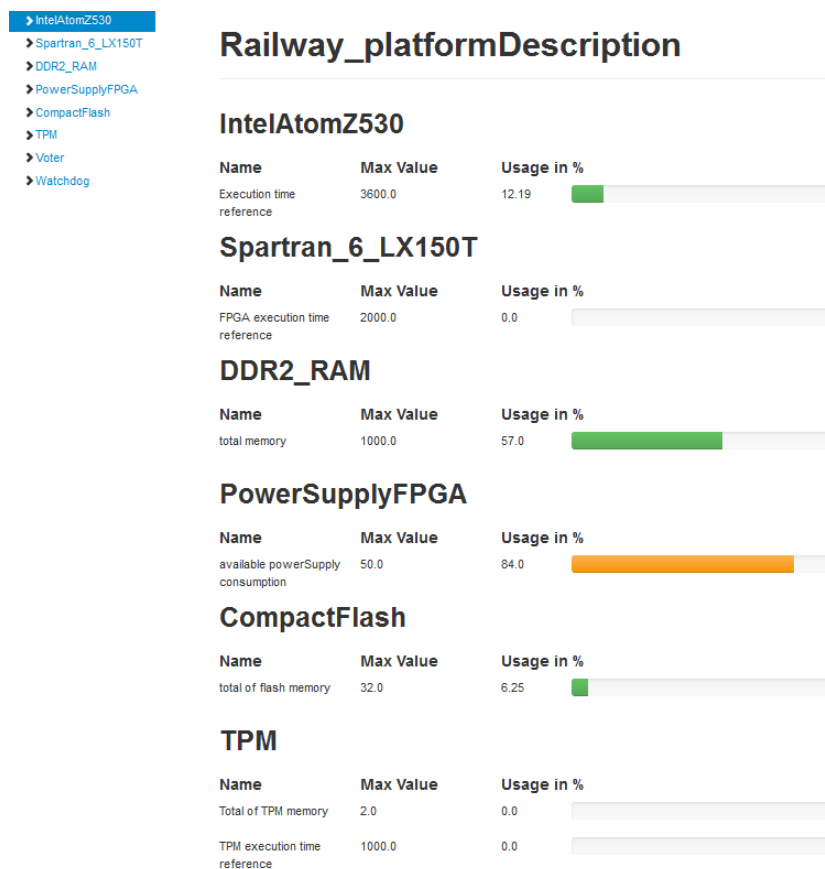 IntelAtomZ530
Spartran_6_LX150T
DDR2_RAM
PowerSupplyFPGA
CompactFlash
TPM
Voter
Watchdog
Railway_platformDescription
IntelAtomZ530
Name Max Value Usage in %
Execution time 3600.0 12.19
reference
Spartran_6_LX150T
Name Max Value Usage in %
FPGA execution time 2000.0 0.0
reference
DDR2_RAM
Name Max Value Usage in %
total memory 1000.0 57.0
PowerSupplyFPGA
Name Max Value Usage in %
available powerSupply 50.0 84.0
consumption
CompactFlash
Name Max Value Usage in %
total of flash memory 32.0 6.25
TPM
Name Max Value Usage in %
Total of TPM memory 2.0 0.0
TPM execution time 1000.0 0.0
reference